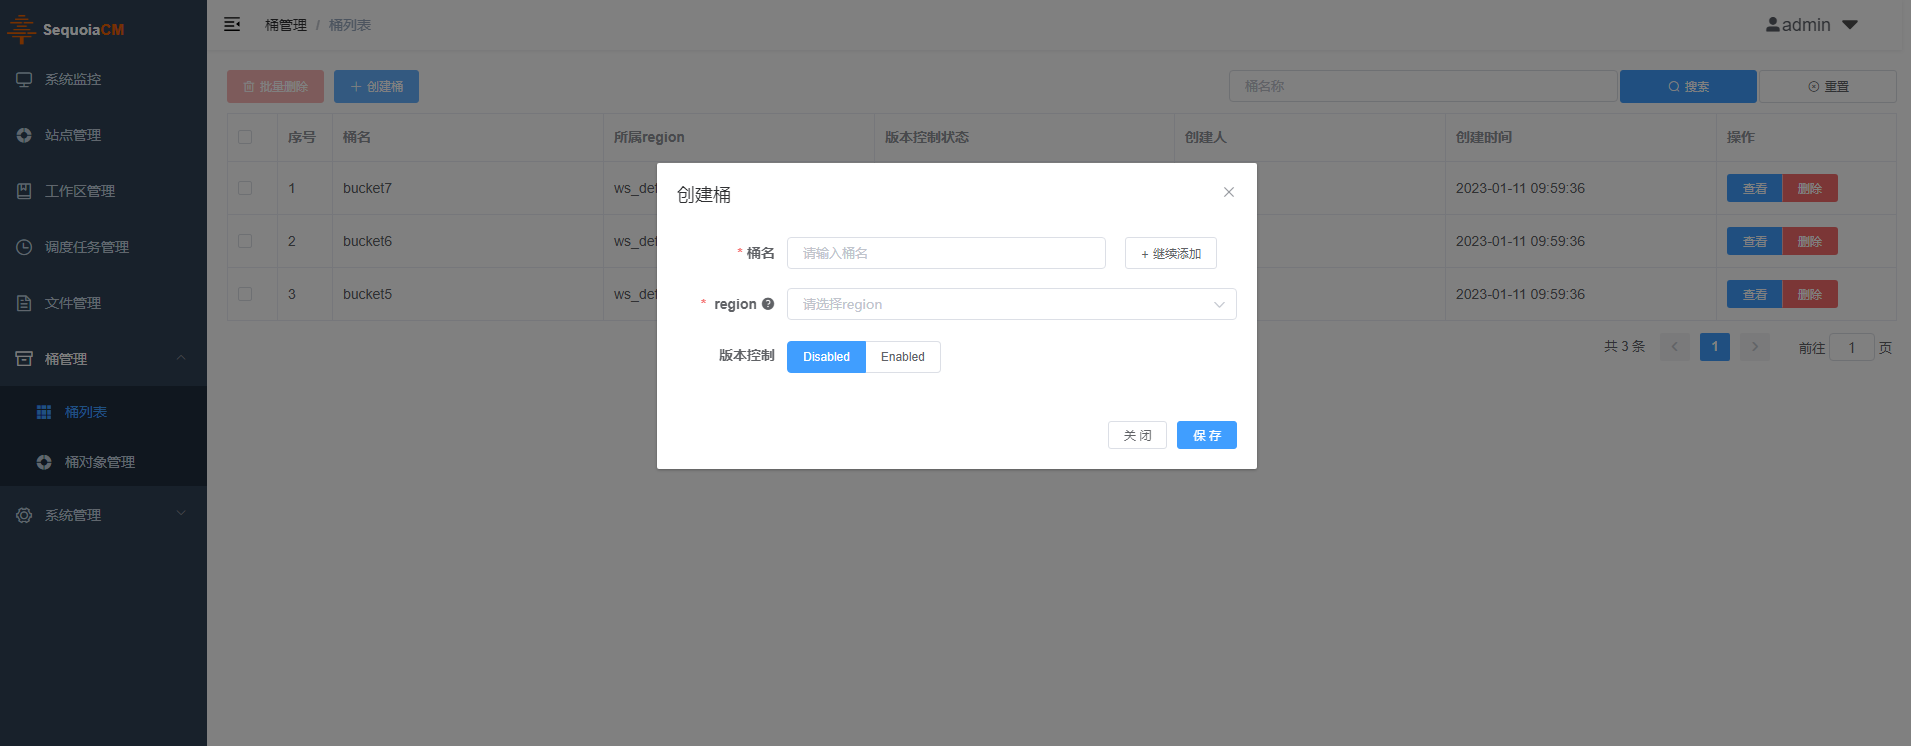 SequoiaCM
系统监控
站点管理
工作区管理
调度任务管理
文件管理
桶管理
桶列表
桶对象管理
系统管理
桶管理 / 桶列表
admin
批量删除 + 创建桶 桶名称 搜索 重置
序号 桶名 所属region 版本控制状态 创建人 创建时间 操作
1 bucket7 ws_def 2023-01-11 09:59:36 查看 删除
2 bucket6 ws_def 2023-01-11 09:59:36 查看 删除
3 bucket5 ws_def 2023-01-11 09:59:36 查看 删除
共 3 条 1 前往 1 页
创建桶
* 桶名 请输入桶名 + 继续添加
* region 请选择region
版本控制 Disabled Enabled
关 闭 保 存